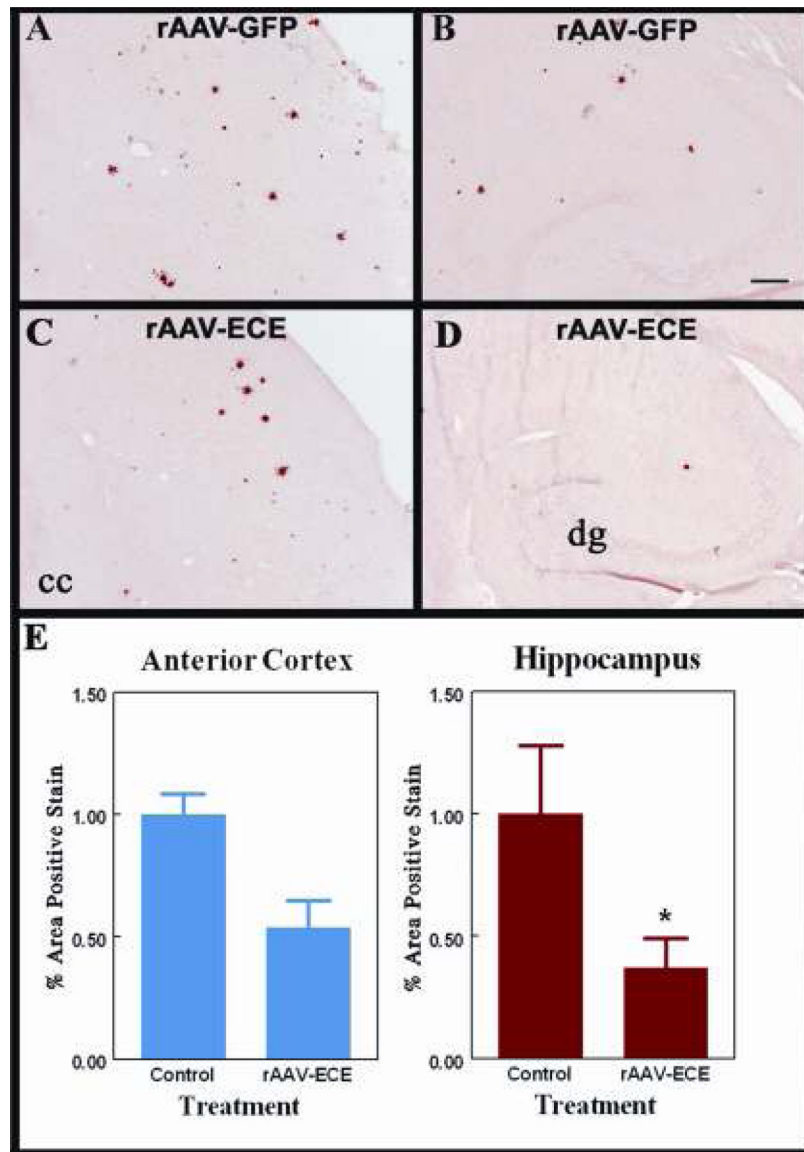 A
rAAV-GFP
B
rAAV-GFP
C
rAAV-ECE
cc
D
rAAV-ECE
dg
E
Anterior Cortex
1.50
1.00
0.50
0.00
% Area Positive Stain
Control
rAAV-ECE
Treatment
Hippocampus
1.50
1.00
0.50
0.00
% Area Positive Stain
*
Control
rAAV-ECE
Treatment